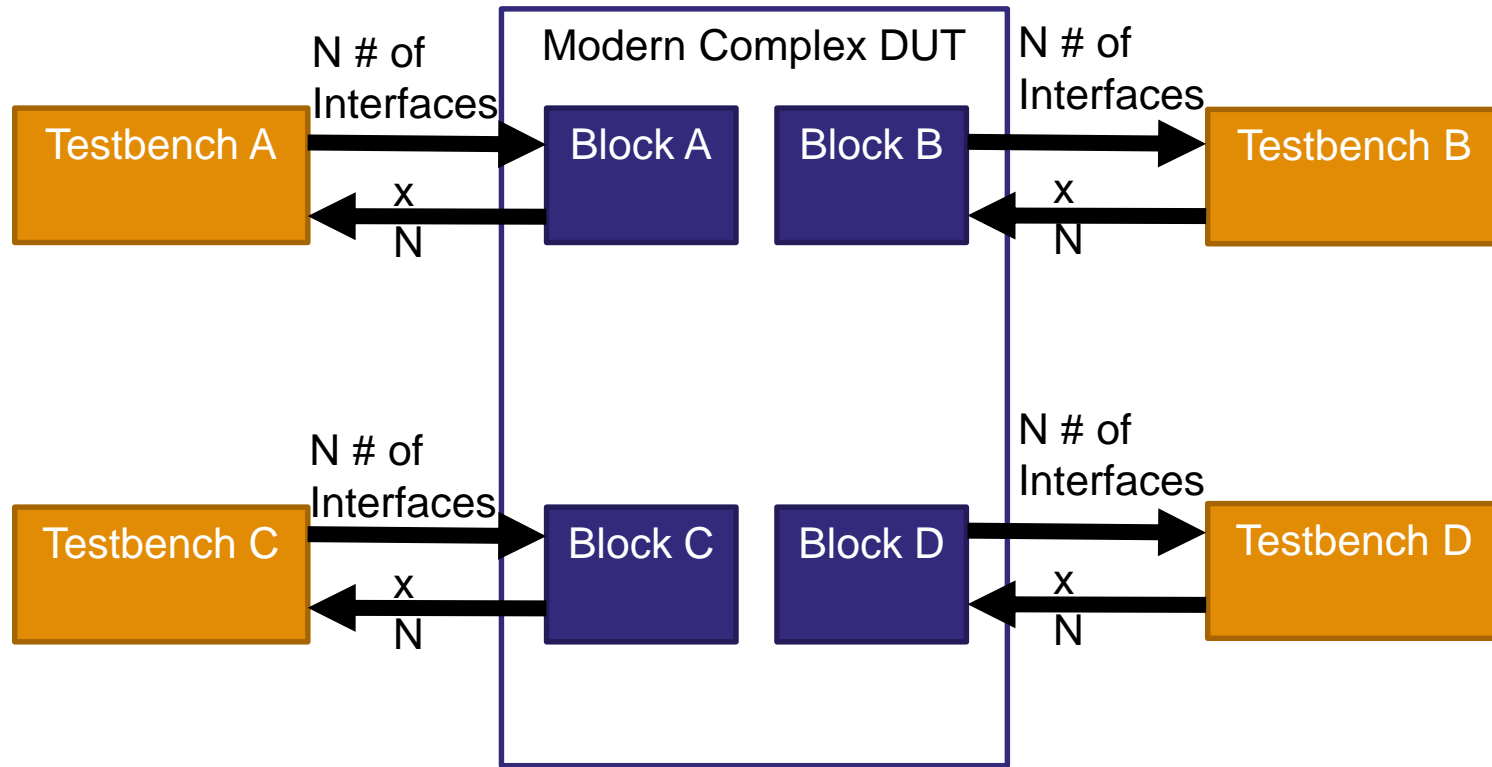 Modern Complex DUT
N # of
Interfaces
N # of
Interfaces
Testbench A
Block A
Block B
Testbench B
x
N
x
N
N # of
Interfaces
N # of
Interfaces
Testbench C
Block C
Block D
Testbench D
x
N
x
N